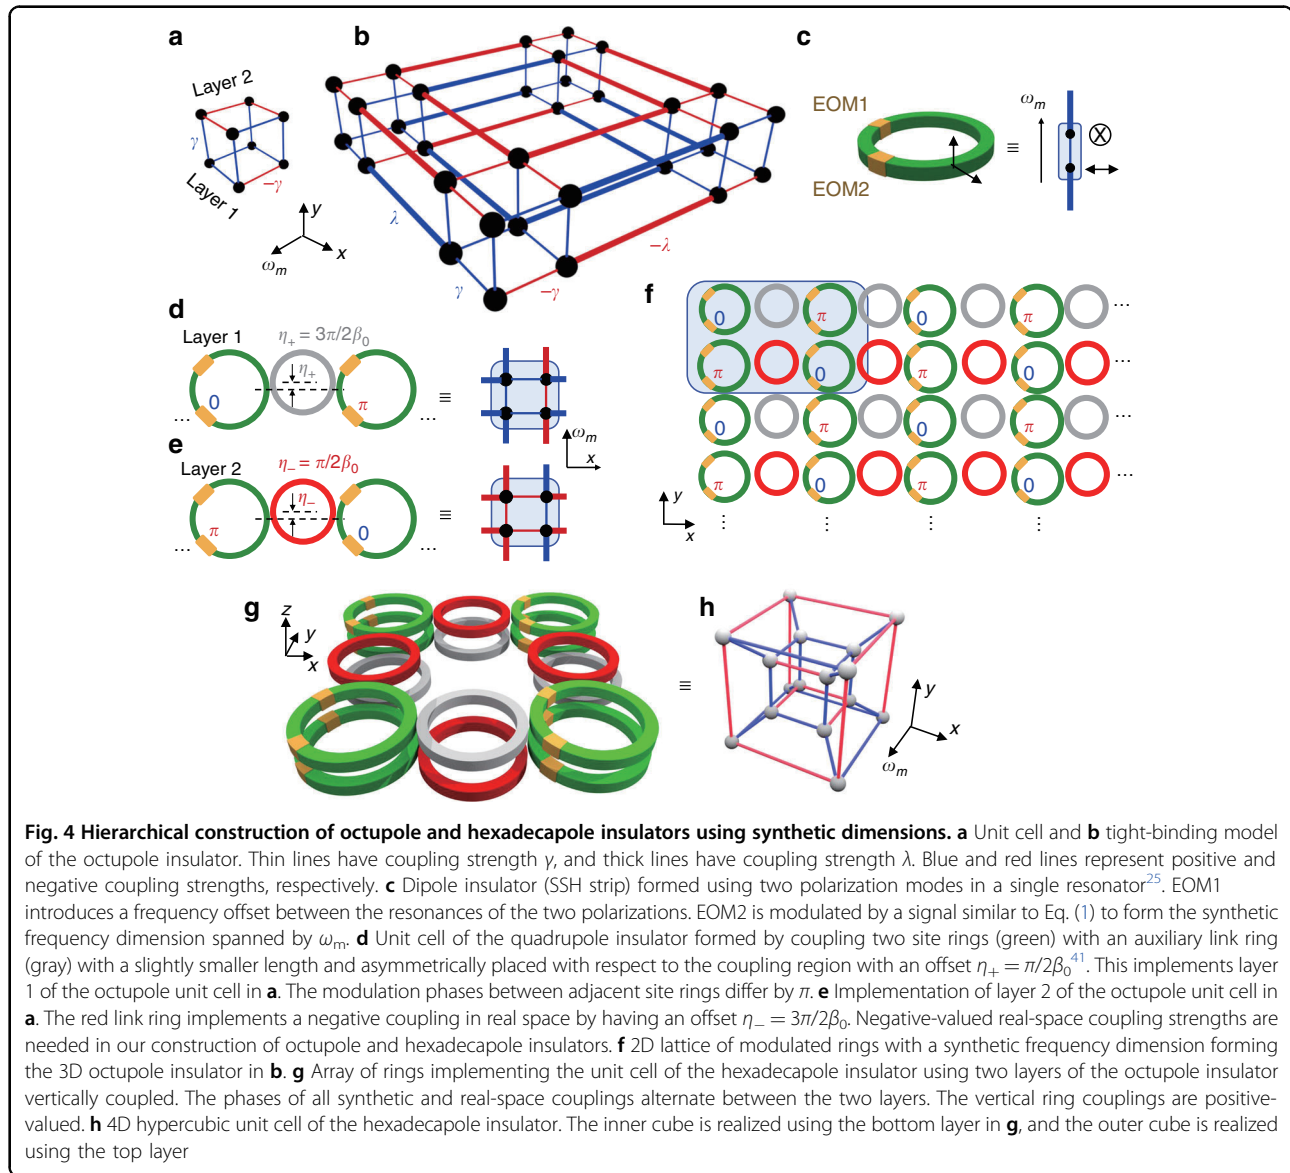 a
Layer 2
γ
Layer 1
−γ
y
x
ωm
b
λ
γ
−γ
−λ
c
EOM1
EOM2
≡
ωm
d
Layer 1
η+ = 3π/2β0
η+
0
π
...
...
≡
ωm
x
e
Layer 2
η− = π/2β0
η−
π
0
...
...
≡
f
0 π 0 π ...
π 0 π 0 ...
0 π 0 π ...
π 0 π 0 ...
⋮ ⋮ ⋮ ⋮
y
x
g
z
y
x
≡
h
y
x
ωm
Fig. 4 Hierarchical construction of octupole and hexadecapole insulators using synthetic dimensions. a Unit cell and b tight-binding model
of the octupole insulator. Thin lines have coupling strength γ, and thick lines have coupling strength λ. Blue and red lines represent positive and
negative coupling strengths, respectively. c Dipole insulator (SSH strip) formed using two polarization modes in a single resonator25. EOM1
introduces a frequency offset between the resonances of the two polarizations. EOM2 is modulated by a signal similar to Eq. (1) to form the synthetic
frequency dimension spanned by ωm. d Unit cell of the quadrupole insulator formed by coupling two site rings (green) with an auxiliary link ring
(gray) with a slightly smaller length and asymmetrically placed with respect to the coupling region with an offset η+ = π/2β041. This implements layer
1 of the octupole unit cell in a. The modulation phases between adjacent site rings differ by π. e Implementation of layer 2 of the octupole unit cell in
a. The red link ring implements a negative coupling in real space by having an offset η− = 3π/2β0. Negative-valued real-space coupling strengths are
needed in our construction of octupole and hexadecapole insulators. f 2D lattice of modulated rings with a synthetic frequency dimension forming
the 3D octupole insulator in b. g Array of rings implementing the unit cell of the hexadecapole insulator using two layers of the octupole insulator
vertically coupled. The phases of all synthetic and real-space couplings alternate between the two layers. The vertical ring couplings are positive-
valued. h 4D hypercubic unit cell of the hexadecapole insulator. The inner cube is realized using the bottom layer in g, and the outer cube is realized
using the top layer